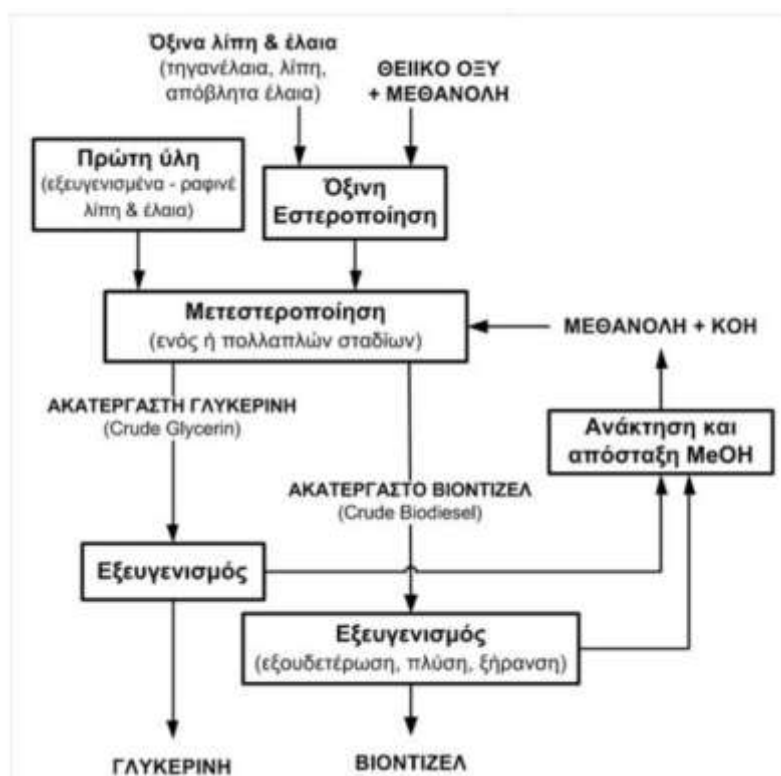 Όξινα λίπη & έλαια
(τηγανέλαια, λίπη,
απόβλητα έλαια)
ΘΕΙΙΚΟ ΟΞΥ
+ ΜΕΘΑΝΟΛΗ
Πρώτη ύλη
(εξευγενισμένα - ραφινέ
λίπη & έλαια)
Όξινη
Εστεροποίηση
Μετεστεροποίηση
(ενός ή πολλαπλών σταδίων)
ΜΕΘΑΝΟΛΗ + ΚΟΗ
ΑΚΑΤΕΡΓΑΣΤΗ ΓΛΥΚΕΡΙΝΗ
(Crude Glycerin)
Ανάκτηση και
απόσταξη MeOH
ΑΚΑΤΕΡΓΑΣΤΟ ΒΙΟΝΤΙΖΕΛ
(Crude Biodiesel)
Εξευγενισμός
Εξευγενισμός
(εξουδετέρωση, πλύση, ξήρανση)
ΓΛΥΚΕΡΙΝΗ
ΒΙΟΝΤΙΖΕΛ